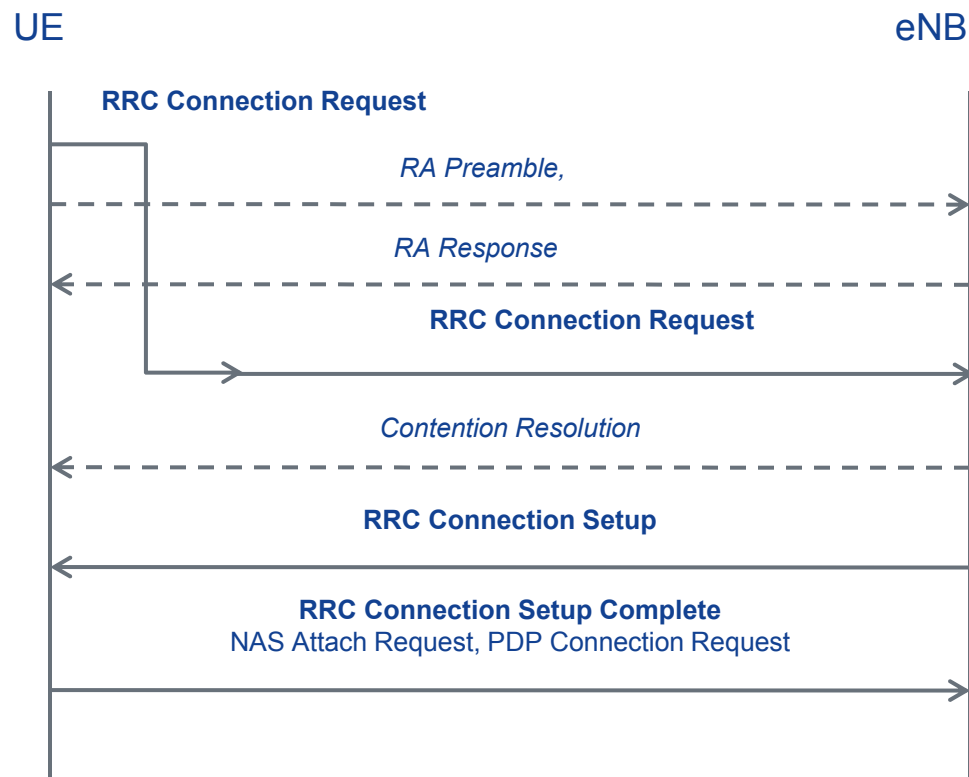 UE
eNB
RRC Connection Request
RA Preamble,
RA Response
RRC Connection Request
Contention Resolution
RRC Connection Setup
RRC Connection Setup Complete
NAS Attach Request, PDP Connection Request